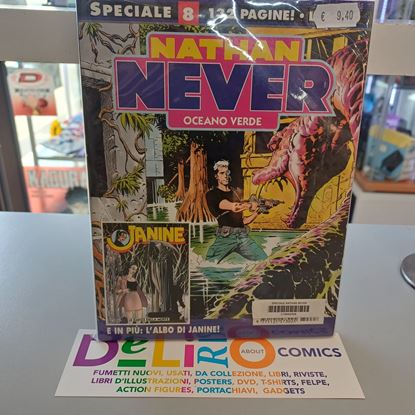 SPECIALE 8 - 132 PAGINE! •
€ 9,40
NATHAN
NEVER
OCEANO VERDE
JANINE
E IN PIÙ: L'ALBO DI JANINE!
DeLiRiO ABOUT COMICS
FUMETTI NUOVI, USATI, DA COLLEZIONE, LIBRI, RIVISTE,
LIBRI D'ILLUSTRAZIONI, POSTERS, DVD, T-SHIRTS, FELPE,
ACTION FIGURES, PORTACHIAVI, GADGETS